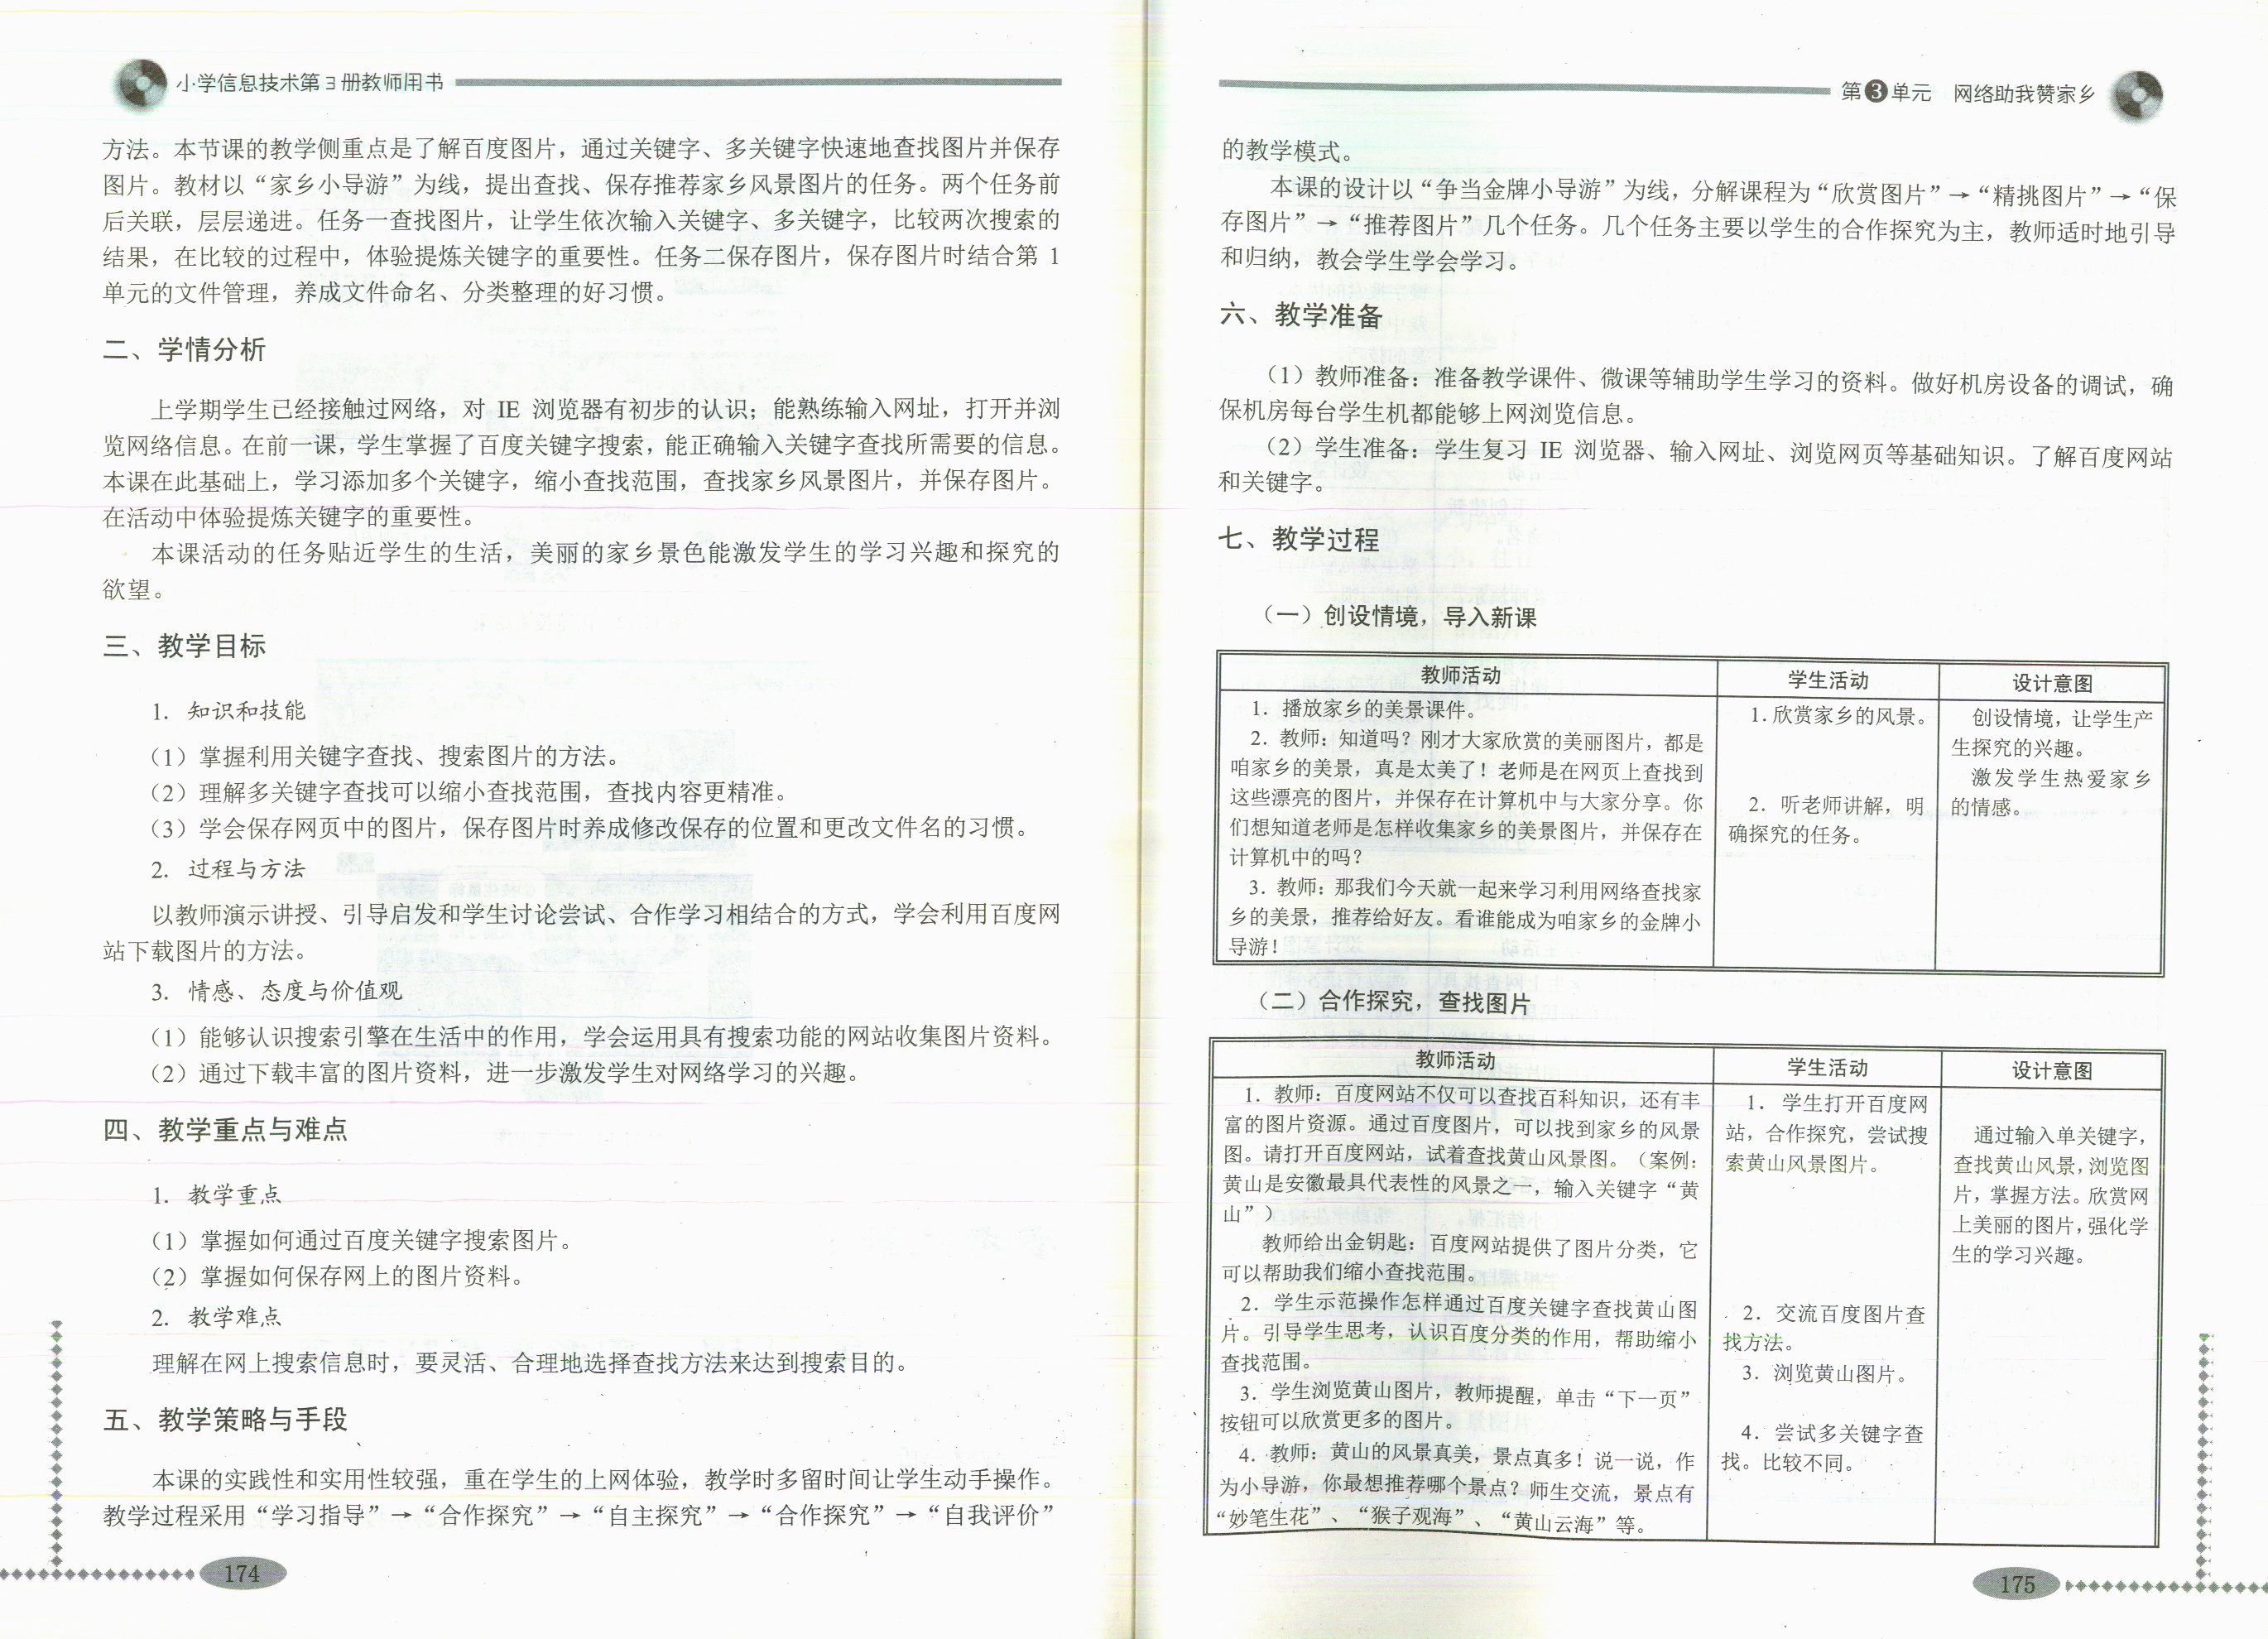 小学信息技术第3册教师用书
方法。本节课的教学侧重点是了解百度图片，通过关键字、多关键字快速地查找图片并保存
图片。教材以“家乡小导游”为线，提出查找、保存推荐家乡风景图片的任务。两个任务前
后关联，层层递进。任务一查找图片，让学生依次输入关键字、多关键字，比较两次搜索的
结果，在比较的过程中，体验提炼关键字的重要性。任务二保存图片，保存图片时结合第 1
单元的文件管理，养成文件命名、分类整理的好习惯。
二、学情分析
上学期学生已经接触过网络，对 IE 浏览器有初步的认识；能熟练输入网址，打开并浏
览网络信息。在前一课，学生掌握了百度关键字搜索，能正确输入关键字查找所需要的信息。
本课在此基础上，学习添加多个关键字，缩小查找范围，查找家乡风景图片，并保存图片。
在活动中体验提炼关键字的重要性。
本课活动的任务贴近学生的生活，美丽的家乡景色能激发学生的学习兴趣和探究的
欲望。
三、教学目标
1. 知识和技能
（1）掌握利用关键字查找、搜索图片的方法。
（2）理解多关键字查找可以缩小查找范围，查找内容更精准。
（3）学会保存网页中的图片，保存图片时养成修改保存的位置和更改文件名的习惯。
2. 过程与方法
以教师演示讲授、引导启发和学生讨论尝试、合作学习相结合的方式，学会利用百度网
站下载图片的方法。
3. 情感、态度与价值观
（1）能够认识搜索引擎在生活中的作用，学会运用具有搜索功能的网站收集图片资料。
（2）通过下载丰富的图片资料，进一步激发学生对网络学习的兴趣。
四、教学重点与难点
1. 教学重点
（1）掌握如何通过百度关键字搜索图片。
（2）掌握如何保存网上的图片资料。
2. 教学难点
理解在网上搜索信息时，要灵活、合理地选择查找方法来达到搜索目的。
五、教学策略与手段
本课的实践性和实用性较强，重在学生的上网体验，教学时多留时间让学生动手操作。
教学过程采用“学习指导”→“合作探究”→“自主探究”→“合作探究”→“自我评价”
174
第3单元 网络助我赞家乡
的教学模式。
本课的设计以“争当金牌小导游”为线，分解课程为“欣赏图片”→“精挑图片”→“保
存图片”→“推荐图片”几个任务。几个任务主要以学生的合作探究为主，教师适时地引导
和归纳，教会学生学会学习。
六、教学准备
（1）教师准备：准备教学课件、微课等辅助学生学习的资料。做好机房设备的调试，确
保机房每台学生机都能够上网浏览信息。
（2）学生准备：学生复习 IE 浏览器、输入网址、浏览网页等基础知识。了解百度网站
和关键字。
七、教学过程
（一）创设情境，导入新课
教师活动
学生活动
设计意图
1. 播放家乡的美景课件。
2. 教师：知道吗？刚才大家欣赏的美丽图片，都是
咱家乡的美景，真是太美了！老师是在网页上查找到
这些漂亮的图片，并保存在计算机中与大家分享。你
们想知道老师是怎样收集家乡的美景图片，并保存在
计算机中的吗？
3. 教师：那我们今天就一起来学习利用网络查找家
乡的美景，推荐给好友。看谁能成为咱家乡的金牌小
导游！
1. 欣赏家乡的风景。
2. 听老师讲解，明
确探究的任务。
创设情境，让学生产
生探究的兴趣。
激发学生热爱家乡
的情感。
（二）合作探究，查找图片
教师活动
学生活动
设计意图
1. 教师：百度网站不仅可以查找百科知识，还有丰
富的图片资源。通过百度图片，可以找到家乡的风景
图。请打开百度网站，试着查找黄山风景图。（案例：
黄山是安徽最具代表性的风景之一，输入关键字“黄
山”）
教师给出金钥匙：百度网站提供了图片分类，它
可以帮助我们缩小查找范围。
2. 学生示范操作怎样通过百度关键字查找黄山图
片。引导学生思考，认识百度分类的作用，帮助缩小
查找范围。
3. 学生浏览黄山图片，教师提醒，单击“下一页”
按钮可以欣赏更多的图片。
4. 教师：黄山的风景真美，景点真多！说一说，作
为小导游，你最想推荐哪个景点？师生交流，景点有
“妙笔生花”、“猴子观海”、“黄山云海”等。
1. 学生打开百度网
站，合作探究，尝试搜
索黄山风景图片。
2. 交流百度图片查
找方法。
3. 浏览黄山图片。
4. 尝试多关键字查
找。比较不同。
通过输入单关键字，
查找黄山风景，浏览图
片，掌握方法。欣赏网
上美丽的图片，强化学
生的学习兴趣。
175